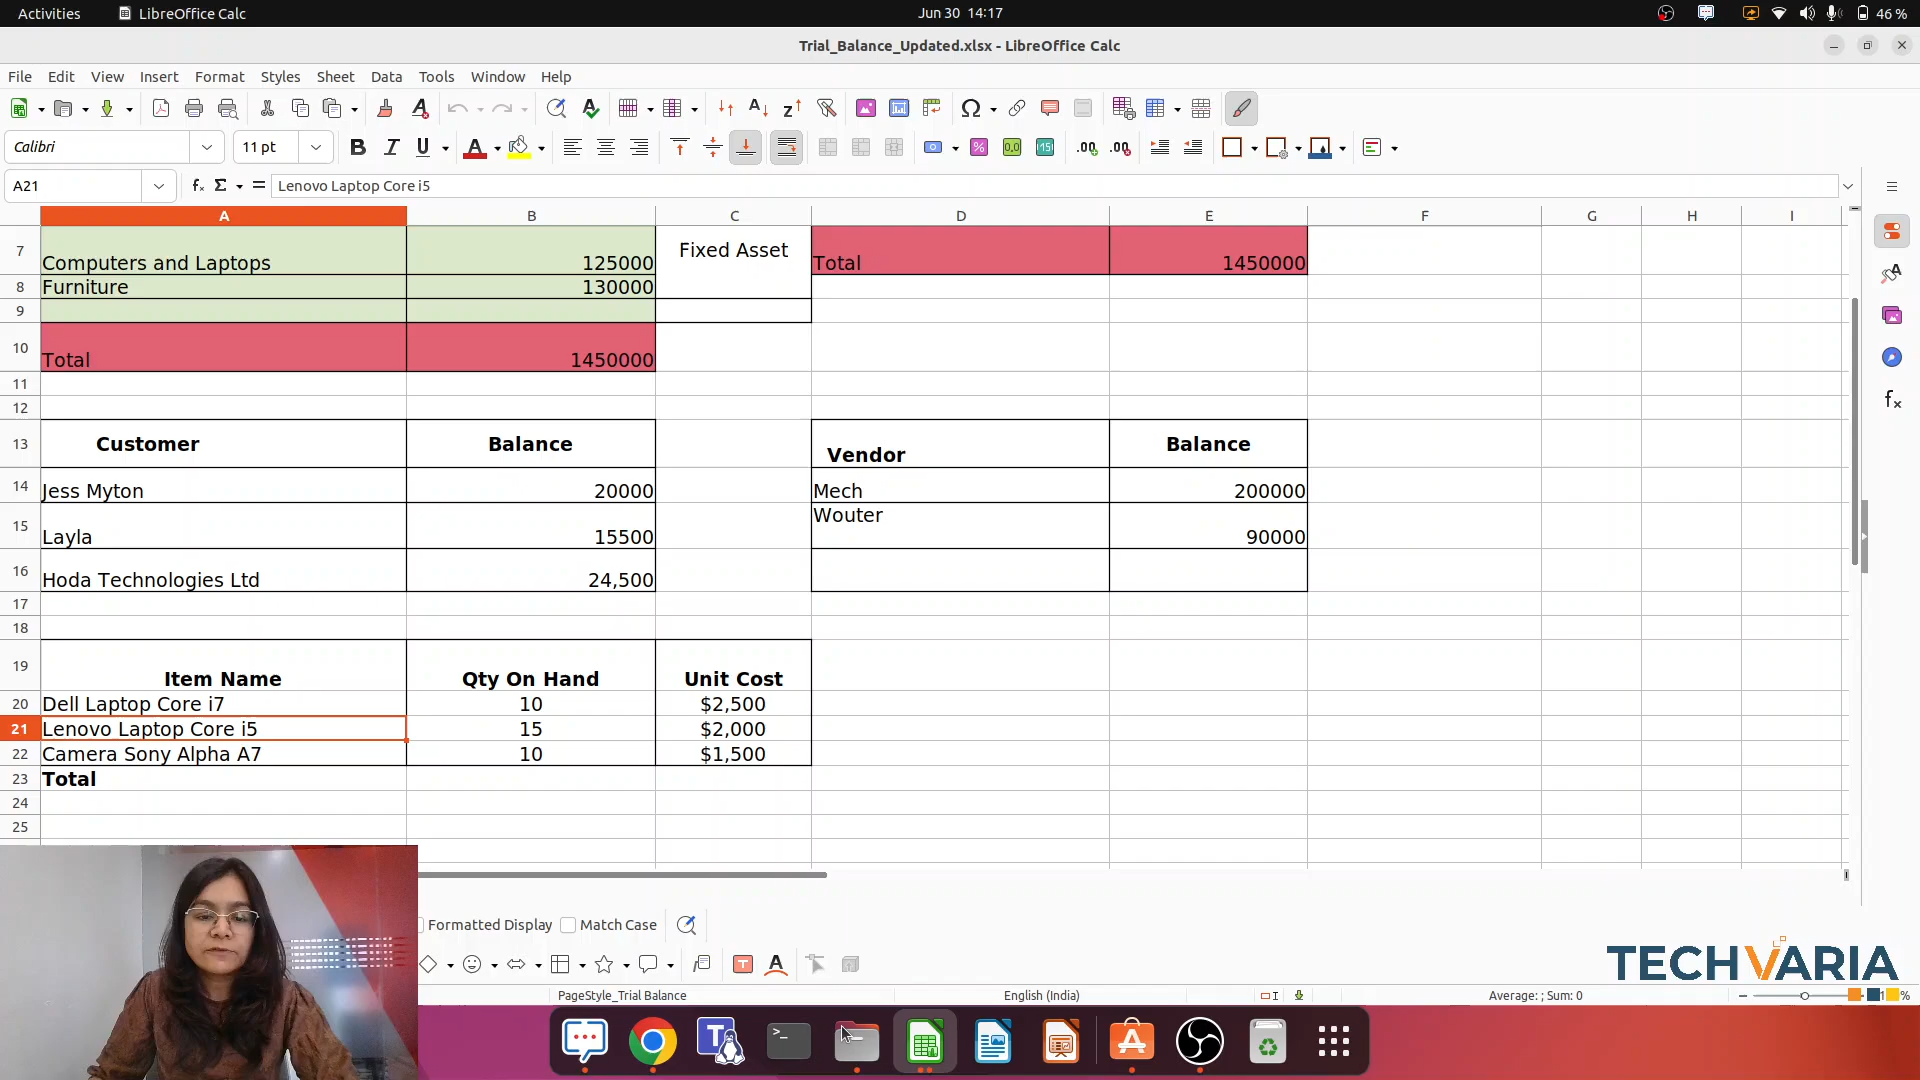 Activities LibreOffice Calc Jun 30 14:17 46 %
Trial_Balance_Updated.xlsx - LibreOffice Calc
File Edit View Insert Format Styles Sheet Data Tools Window Help
Calibri 11 pt
A21 Lenovo Laptop Core i5
A B C D E F G H I
7 Computers and Laptops 125000 Fixed Asset Total 1450000
8 Furniture 130000
9
10 Total 1450000
11
12
13 Customer Balance Vendor Balance
14 Jess Myton 20000 Mech 200000
15 Layla 15500 Wouter 90000
16 Hoda Technologies Ltd 24,500
17
18
19 Item Name Qty On Hand Unit Cost
20 Dell Laptop Core i7 10 $2,500
21 Lenovo Laptop Core i5 15 $2,000
22 Camera Sony Alpha A7 10 $1,500
23 Total
24
25
Formatted Display Match Case
TECHVARIA
PageStyle_Trial Balance English (India) Average: ; Sum: 0